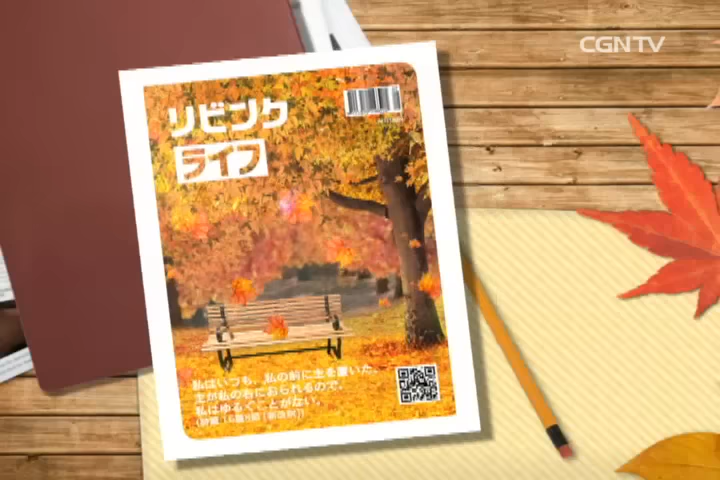 CGNTV
リビング
ライフ
私はいつも、私の前に主を置いた。
主が私の右におられるので、
私はゆるぐことがない。